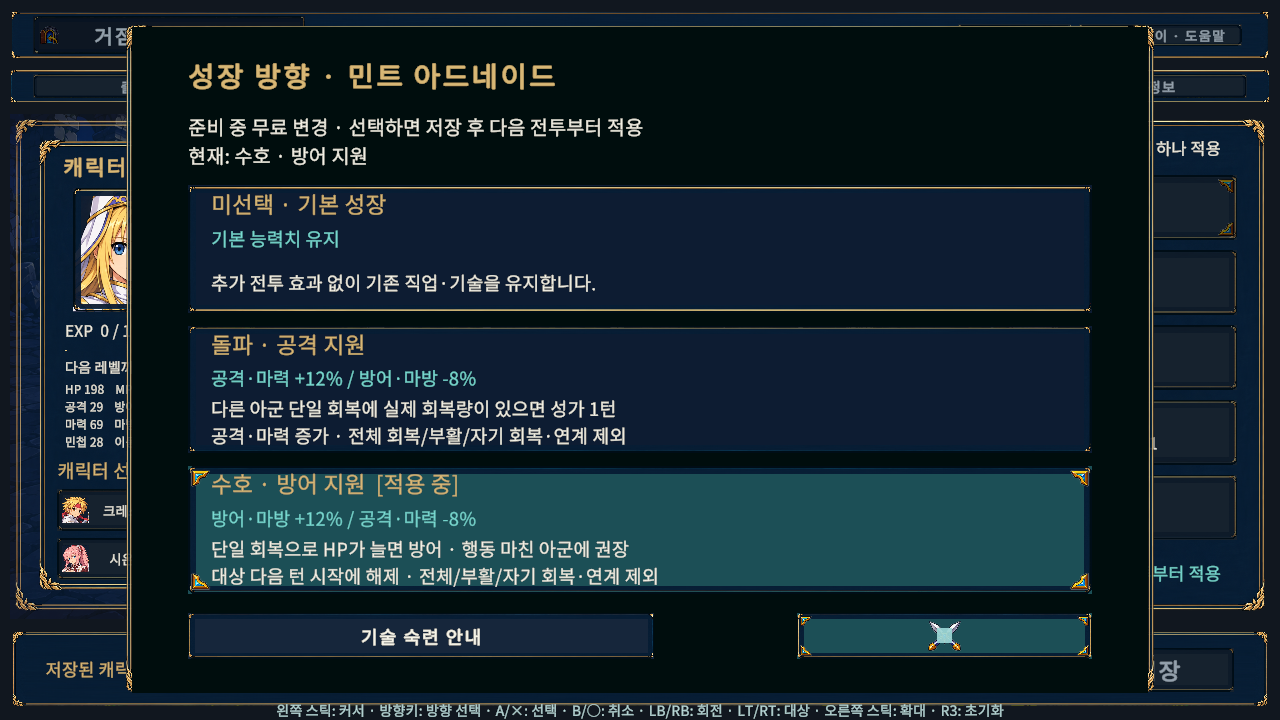 이 · 도움말
성장 방향 · 민트 아드네이드
준비 중 무료 변경 · 선택하면 저장 후 다음 전투부터 적용
현재: 수호 · 방어 지원
하나 적용
캐릭터
미선택 · 기본 성장
기본 능력치 유지
추가 전투 효과 없이 기존 직업·기술을 유지합니다.
EXP 0 / 1
다음 레벨까
HP 198
공격 29
마력 69
민첩 28
돌파 · 공격 지원
공격·마력 +12% / 방어·마방 -8%
다른 아군 단일 회복에 실제 회복량이 있으면 성가 1턴
공격·마력 증가 · 전체 회복/부활/자기 회복·연계 제외
캐릭터 선
크레
시온
수호 · 방어 지원 [적용 중]
방어·마방 +12% / 공격·마력 -8%
단일 회복으로 HP가 늘면 방어 · 행동 마친 아군에 권장
대상 다음 턴 시작에 해제 · 전체/부활/자기 회복·연계 제외
부터 적용
기술 숙련 안내
저장된 캐릭
장
왼쪽 스틱: 커서 · 방향키: 방향 선택 · A/✕: 선택 · B/○: 취소 · LB/RB: 회전 · LT/RT: 대상 · 오른쪽 스틱: 확대 · R3: 초기화